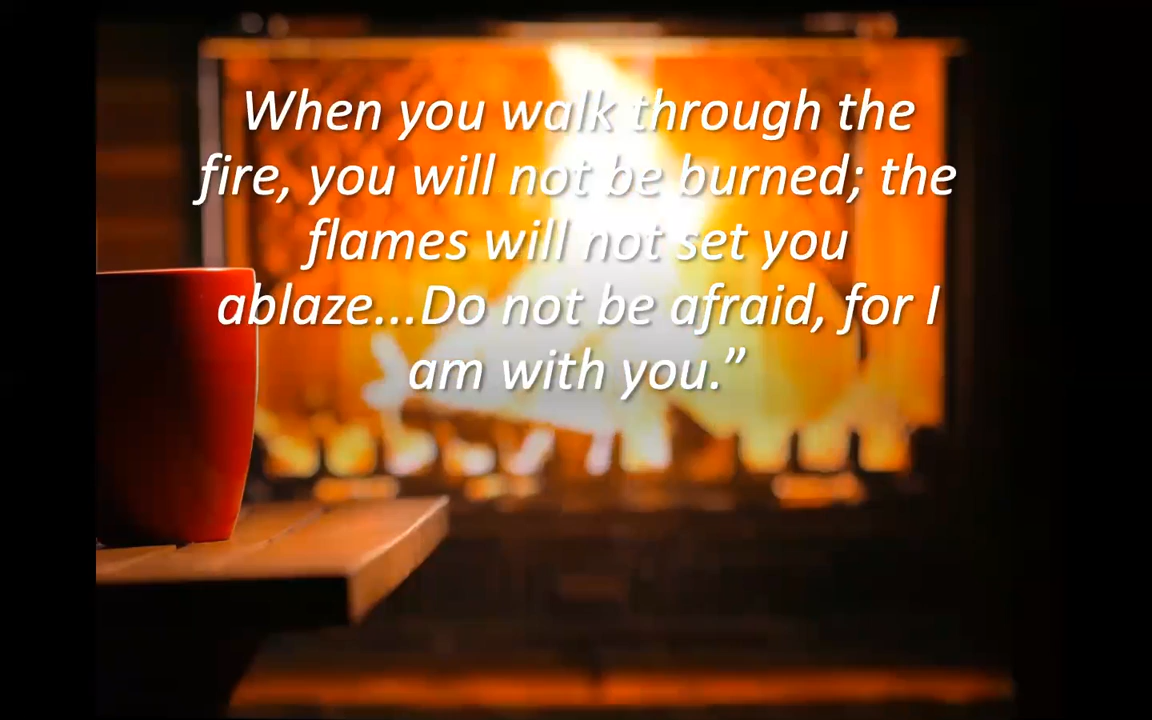 When you walk through the
fire, you will not be burned; the
flames will not set you
ablaze...Do not be afraid, for I
am with you.”